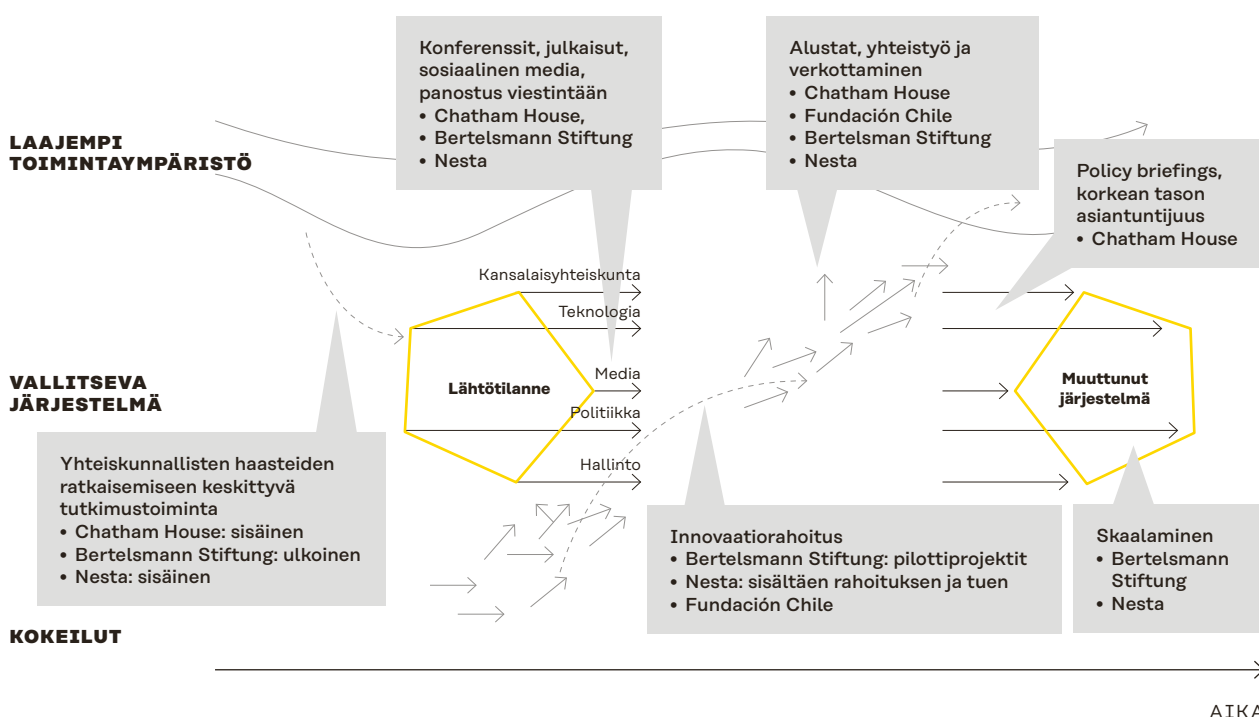 Konferenssit, julkaisut,
sosiaalinen media,
panostus viestintään
• Chatham House,
• Bertelsmann Stiftung
• Nesta
Alustat, yhteistyö ja
verkottaminen
• Chatham House
• Fundación Chile
• Bertelsman Stiftung
• Nesta
LAAJEMPI
TOIMINTAYMPÄRISTÖ
Policy briefings,
korkean tason
asiantuntijuus
• Chatham House
Kansalaisyhteiskunta
Teknologia
Media
Politiikka
Hallinto
VALLITSEVA
JÄRJESTELMÄ
Lähtötilanne
Muuttunut
järjestelmä
Yhteiskunnallisten haasteiden
ratkaisemiseen keskittyvä
tutkimustoiminta
• Chatham House: sisäinen
• Bertelsmann Stiftung: ulkoinen
• Nesta: sisäinen
Innovaatiorahoitus
• Bertelsmann Stiftung: pilottiprojektit
• Nesta: sisältäen rahoituksen ja tuen
• Fundación Chile
Skaalaminen
• Bertelsmann
Stiftung
• Nesta
KOKEILUT
AIKA